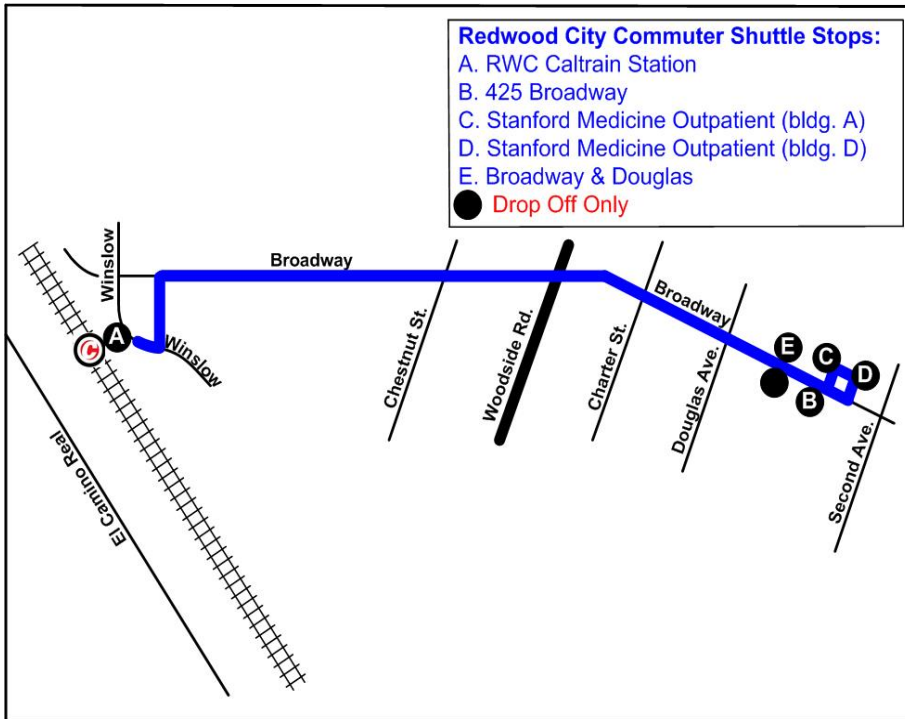 Redwood City Commuter Shuttle Stops:
A. RWC Caltrain Station
B. 425 Broadway
C. Stanford Medicine Outpatient (bldg. A)
D. Stanford Medicine Outpatient (bldg. D)
E. Broadway & Douglas
Drop Off Only
Winslow
Broadway
Broadway
A
C
Winslow
Chestnut St.
Woodside Rd.
Charter St.
Douglas Ave.
E
C
D
B
Second Ave.
El Camino Real